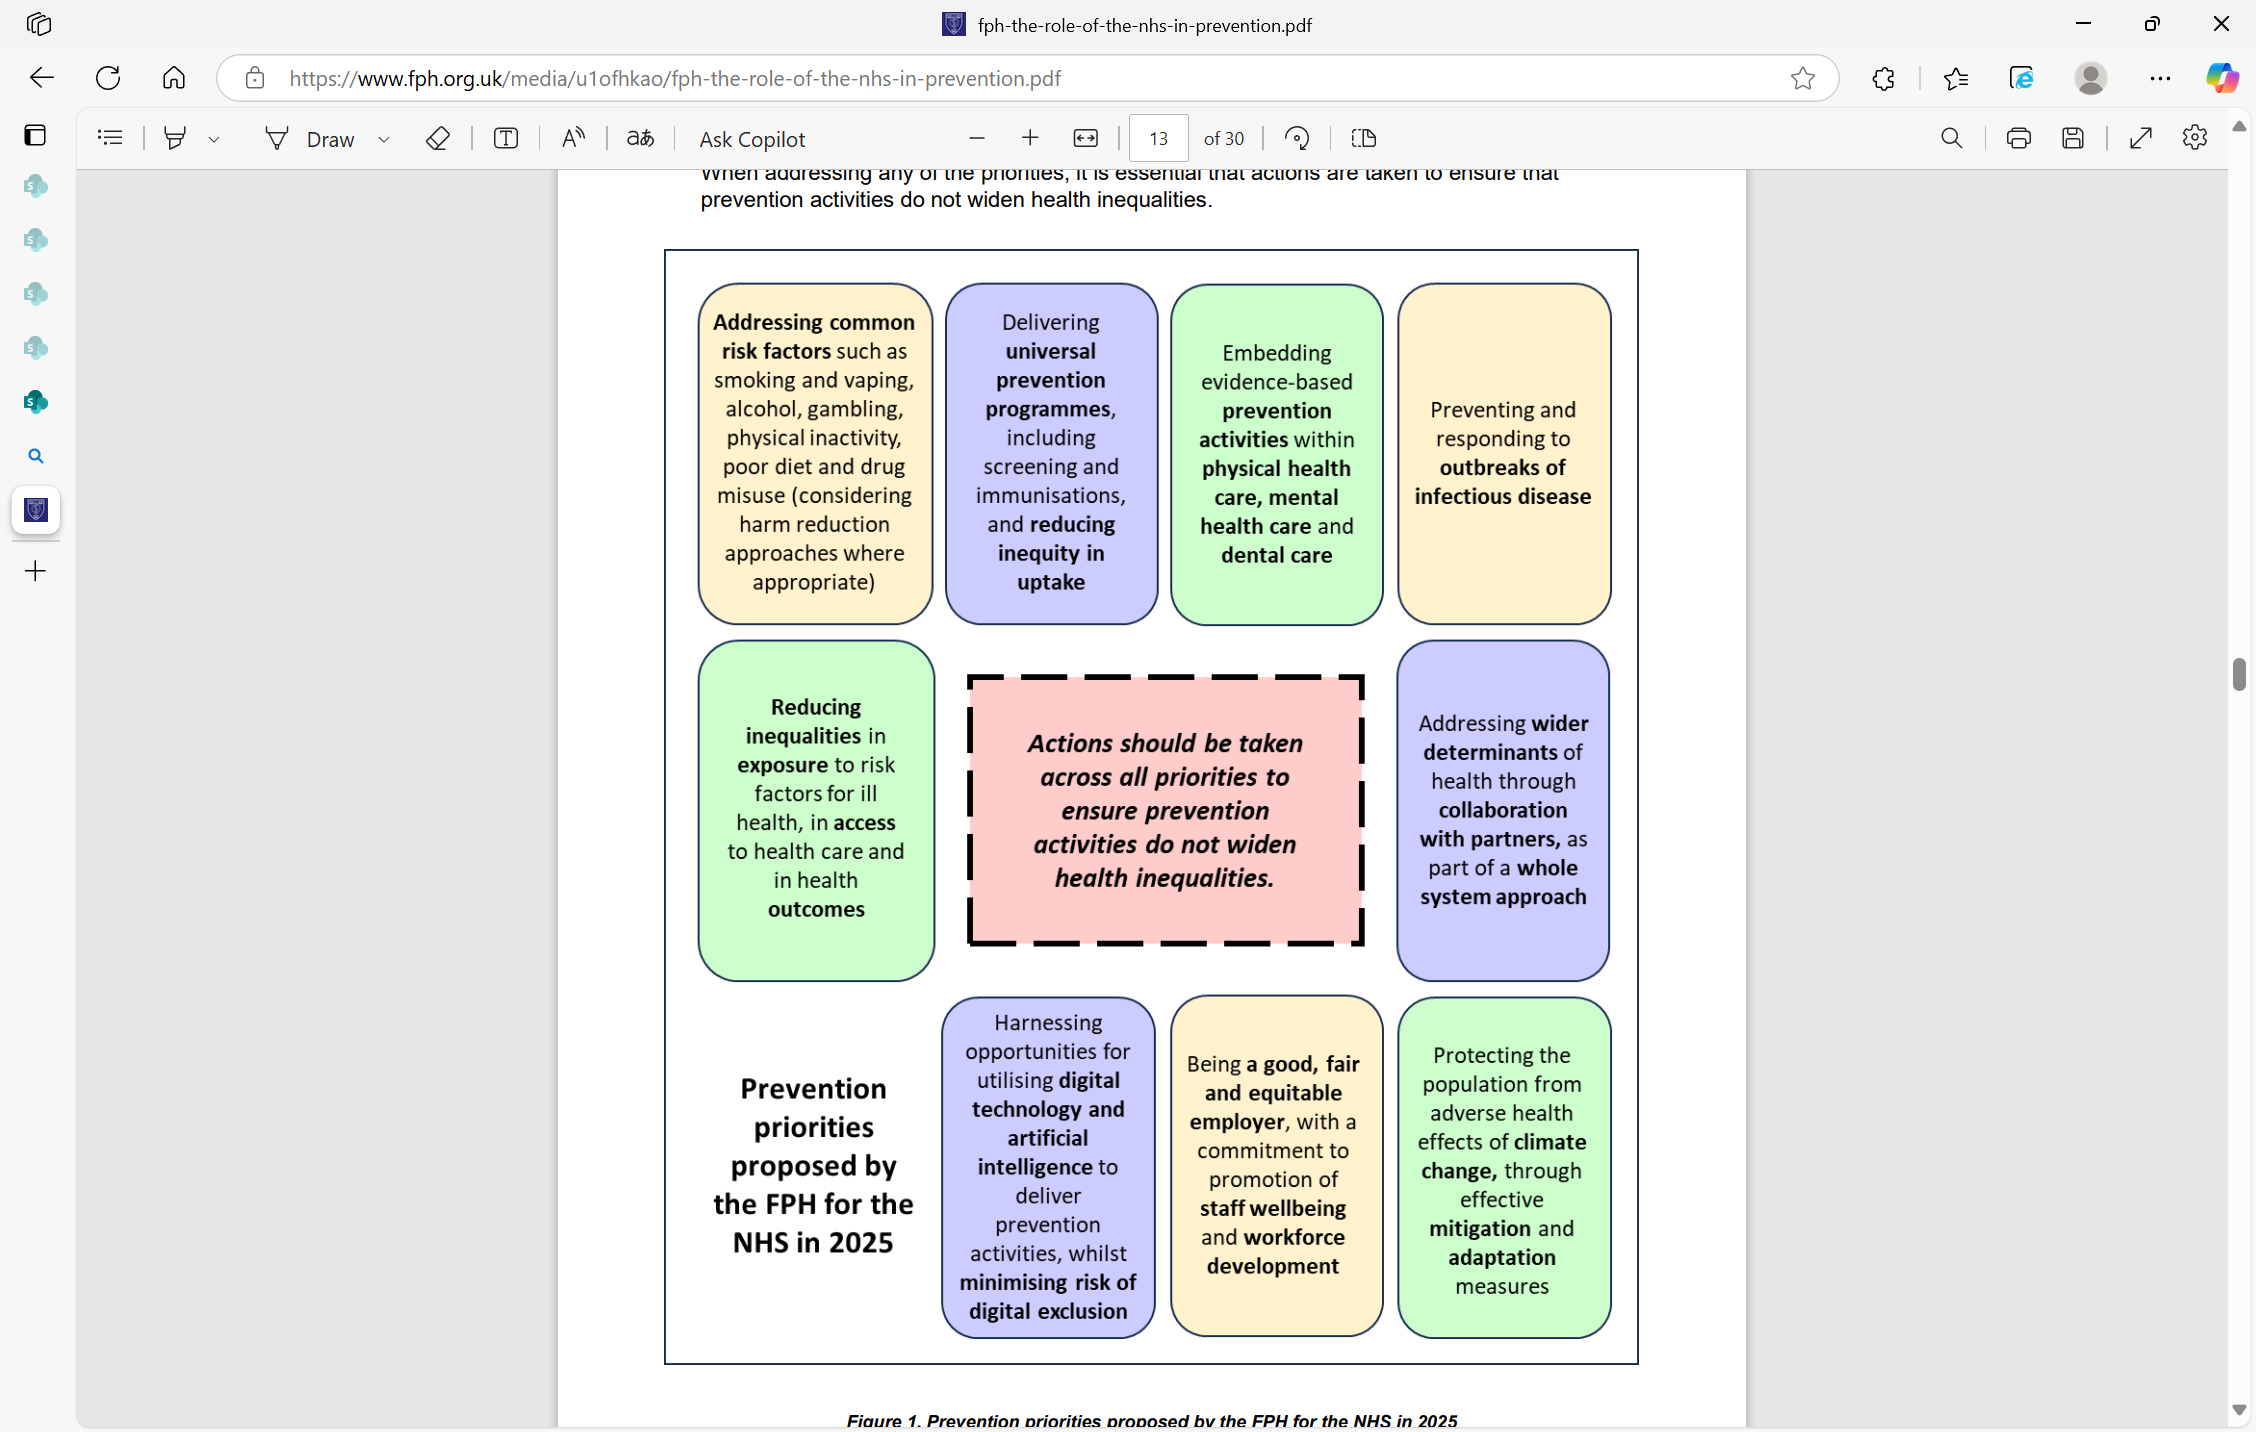 fph-the-role-of-the-nhs-in-prevention.pdf
https://www.fph.org.uk/media/u1ofhkao/fph-the-role-of-the-nhs-in-prevention.pdf
Draw
Ask Copilot
13 of 30
When addressing any of the priorities, it is essential that actions are taken to ensure that
prevention activities do not widen health inequalities.
Addressing common
risk factors such as
smoking and vaping,
alcohol, gambling,
physical inactivity,
poor diet and drug
misuse (considering
harm reduction
approaches where
appropriate)
Delivering
universal
prevention
programmes,
including
screening and
immunisations,
and reducing
inequity in
uptake
Embedding
evidence-based
prevention
activities within
physical health
care, mental
health care and
dental care
Preventing and
responding to
outbreaks of
infectious disease
Reducing
inequalities in
exposure to risk
factors for ill
health, in access
to health care and
in health
outcomes
Actions should be taken
across all priorities to
ensure prevention
activities do not widen
health inequalities.
Addressing wider
determinants of
health through
collaboration
with partners, as
part of a whole
system approach
Prevention
priorities
proposed by
the FPH for the
NHS in 2025
Harnessing
opportunities for
utilising digital
technology and
artificial
intelligence to
deliver
prevention
activities, whilst
minimising risk of
digital exclusion
Being a good, fair
and equitable
employer, with a
commitment to
promotion of
staff wellbeing
and workforce
development
Protecting the
population from
adverse health
effects of climate
change, through
effective
mitigation and
adaptation
measures
Figure 1. Prevention priorities proposed by the FPH for the NHS in 2025